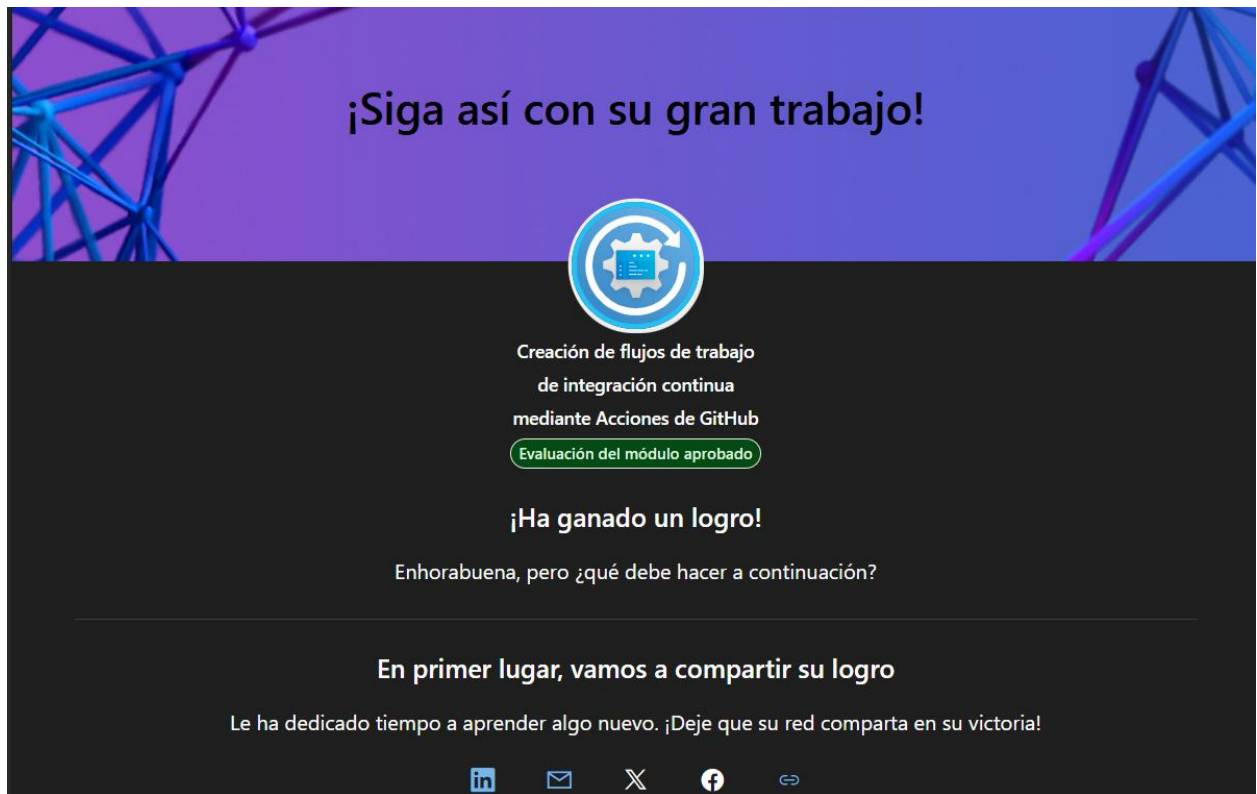 ¡Siga así con su gran trabajo!
Creación de flujos de trabajo
de integración continua
mediante Acciones de GitHub
Evaluación del módulo aprobado
¡Ha ganado un logro!
Enhorabuena, pero ¿qué debe hacer a continuación?
En primer lugar, vamos a compartir su logro
Le ha dedicado tiempo a aprender algo nuevo. ¡Deje que su red comparta en su victoria!